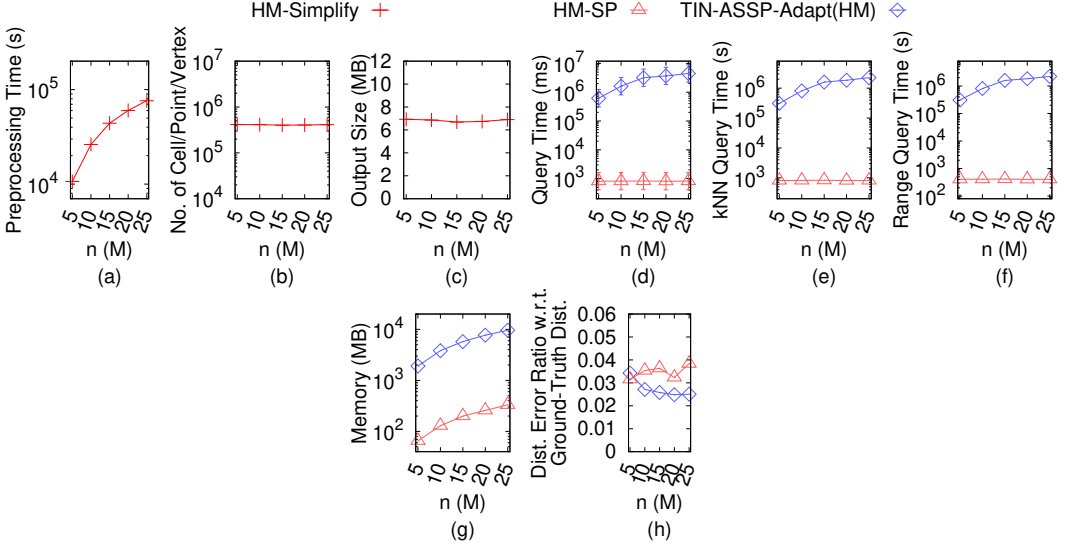 HM-Simplify HM-SP TIN-ASSP-Adapt(HM)
Preprocessing Time (s)
10^5
10^4
5 10 15 20 25
n (M)
(a)
No. of Cell/Point/Vertex
10^7
10^6
10^5
10^4
5 10 15 20 25
n (M)
(b)
Output Size (MB)
12
10
8
6
4
2
0
5 10 15 20 25
n (M)
(c)
Query Time (ms)
10^7
10^6
10^5
10^4
10^3
5 10 15 20 25
n (M)
(d)
kNN Query Time (s)
10^6
10^5
10^4
10^3
5 10 15 20 25
n (M)
(e)
Range Query Time (s)
10^6
10^5
10^4
10^3
10^2
5 10 15 20 25
n (M)
(f)
Memory (MB)
10^4
10^3
10^2
5 10 15 20 25
n (M)
(g)
Dist. Error Ratio w.r.t.
Ground-Truth Dist.
0.06
0.05
0.04
0.03
0.02
0.01
0
5 10 15 20 25
n (M)
(h)